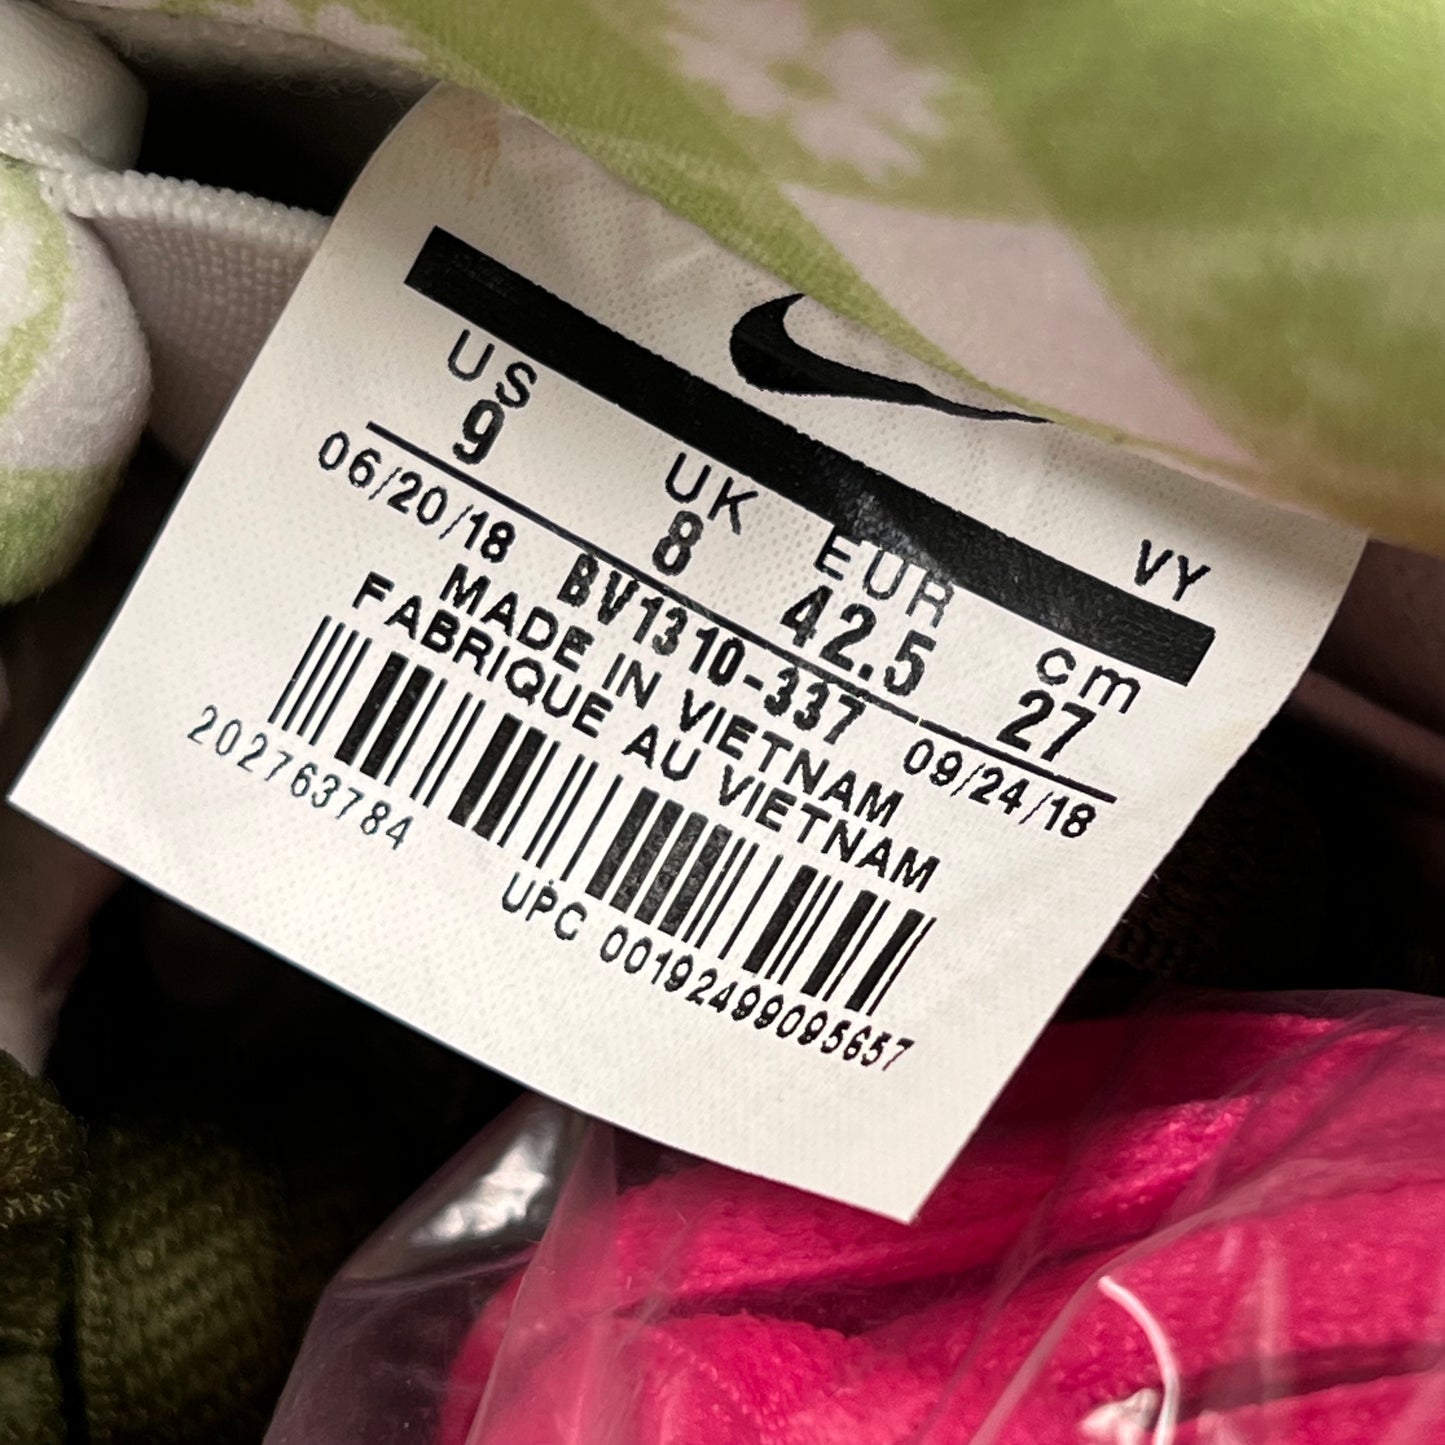 VY
US UK EUR cm
9 8 42.5 27
06/20/18 BV1310-337 09/24/18
MADE IN VIETNAM
FABRIQUE AU VIETNAM
202763784
UPC 00192499095657